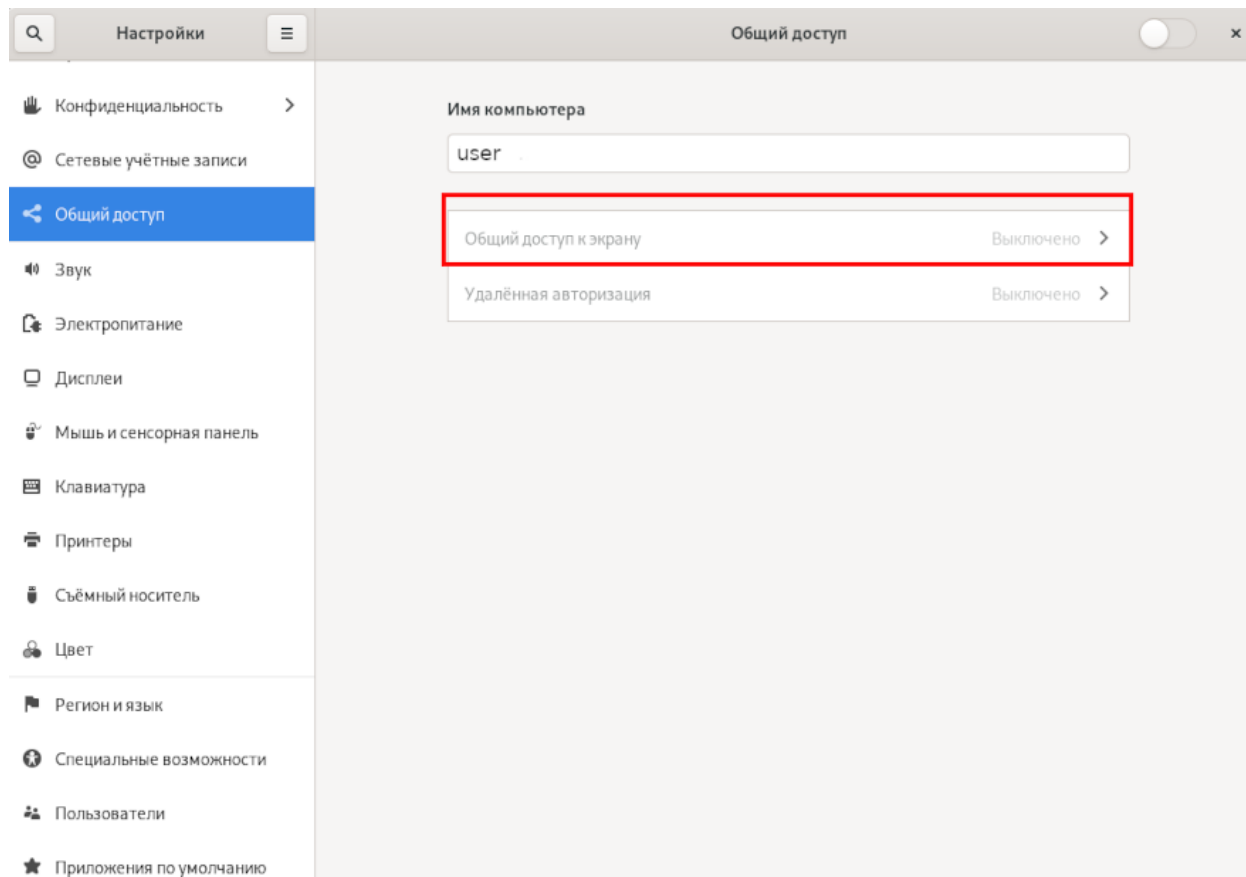 Настройки
Общий доступ
Конфиденциальность
Сетевые учётные записи
Общий доступ
Звук
Электропитание
Дисплеи
Мышь и сенсорная панель
Клавиатура
Принтеры
Съёмный носитель
Цвет
Регион и язык
Специальные возможности
Пользователи
Приложения по умолчанию
Имя компьютера
user
Общий доступ к экрану Выключено
Удалённая авторизация Выключено